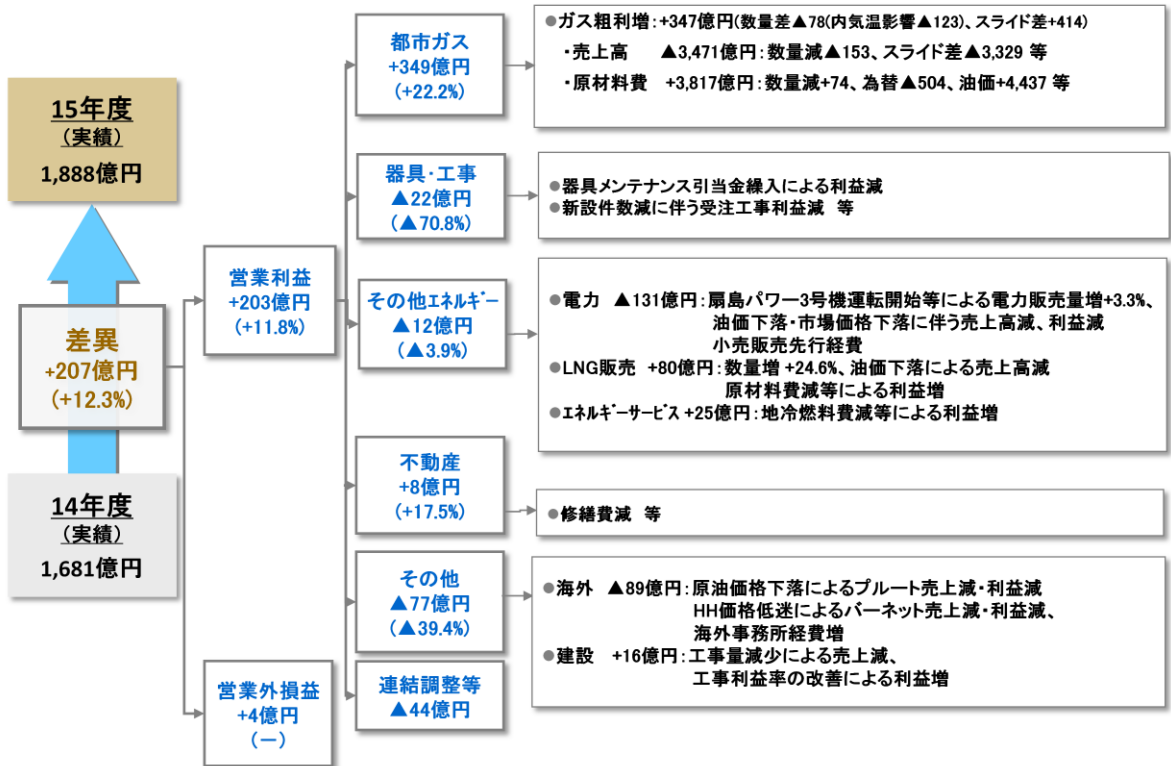 15年度
(実績)
1,888億円
差異
+207億円
(+12.3%)
14年度
(実績)
1,681億円
営業利益
+203億円
(+11.8%)
営業外損益
+4億円
(―)
都市ガス
+349億円
(+22.2%)
●ガス粗利増:+347億円(数量差▲78(内気温影響▲123)、スライド差+414)
・売上高 ▲3,471億円:数量減▲153、スライド差▲3,329 等
・原材料費 +3,817億円:数量減+74、為替▲504、油価+4,437 等
器具・工事
▲22億円
(▲70.8%)
●器具メンテナンス引当金繰入による利益減
●新設件数減に伴う受注工事利益減 等
その他エネルギー
▲12億円
(▲3.9%)
●電力 ▲131億円:扇島パワー3号機運転開始等による電力販売量増+3.3%、
油価下落・市場価格下落に伴う売上高減、利益減
小売販売先行経費
●LNG販売 +80億円:数量増 +24.6%、油価下落による売上高減
原材料費減等による利益増
●エネルギーサービス +25億円:地冷燃料費減等による利益増
不動産
+8億円
(+17.5%)
●修繕費減 等
その他
▲77億円
(▲39.4%)
●海外 ▲89億円:原油価格下落によるプルート売上減・利益減
HH価格低迷によるバーネット売上減・利益減、
海外事務所経費増
●建設 +16億円:工事量減少による売上減、
工事利益率の改善による利益増
連結調整等
▲44億円